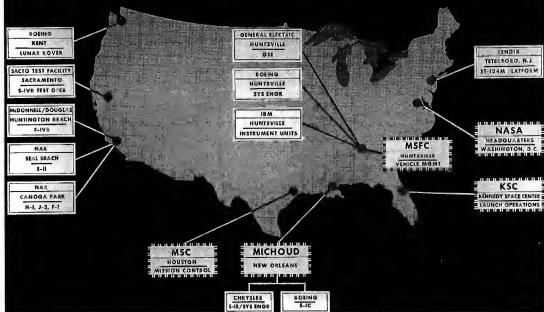 BOEING
KENT
LUNAR ROVER
SACTO TEST FACILITY
SACRAMENTO
S-IVB TEST OPER
McDONNELL/DOUGLAS
HUNTINGTON BEACH
S-IVB
NAR
SEAL BEACH
S-II
NAR
CANOGA PARK
H-1, J-2, F-1
GENERAL ELECTRIC
HUNTSVILLE
GSE
BOEING
HUNTSVILLE
SYS ENGR
IBM
HUNTSVILLE
INSTRUMENT UNITS
BENDIX
TETERBORO, N.J.
ST-124M PLATFORM
NASA
HEADQUARTERS
WASHINGTON, D.C.
MSFC
HUNTSVILLE
VEHICLE MGMT
KSC
KENNEDY SPACE CENTER
LAUNCH OPERATIONS
MSC
HOUSTON
MISSION CONTROL
MICHOUD
NEW ORLEANS
CHRYSLER
S-IB/SYS ENGR
BOEING
S-IC